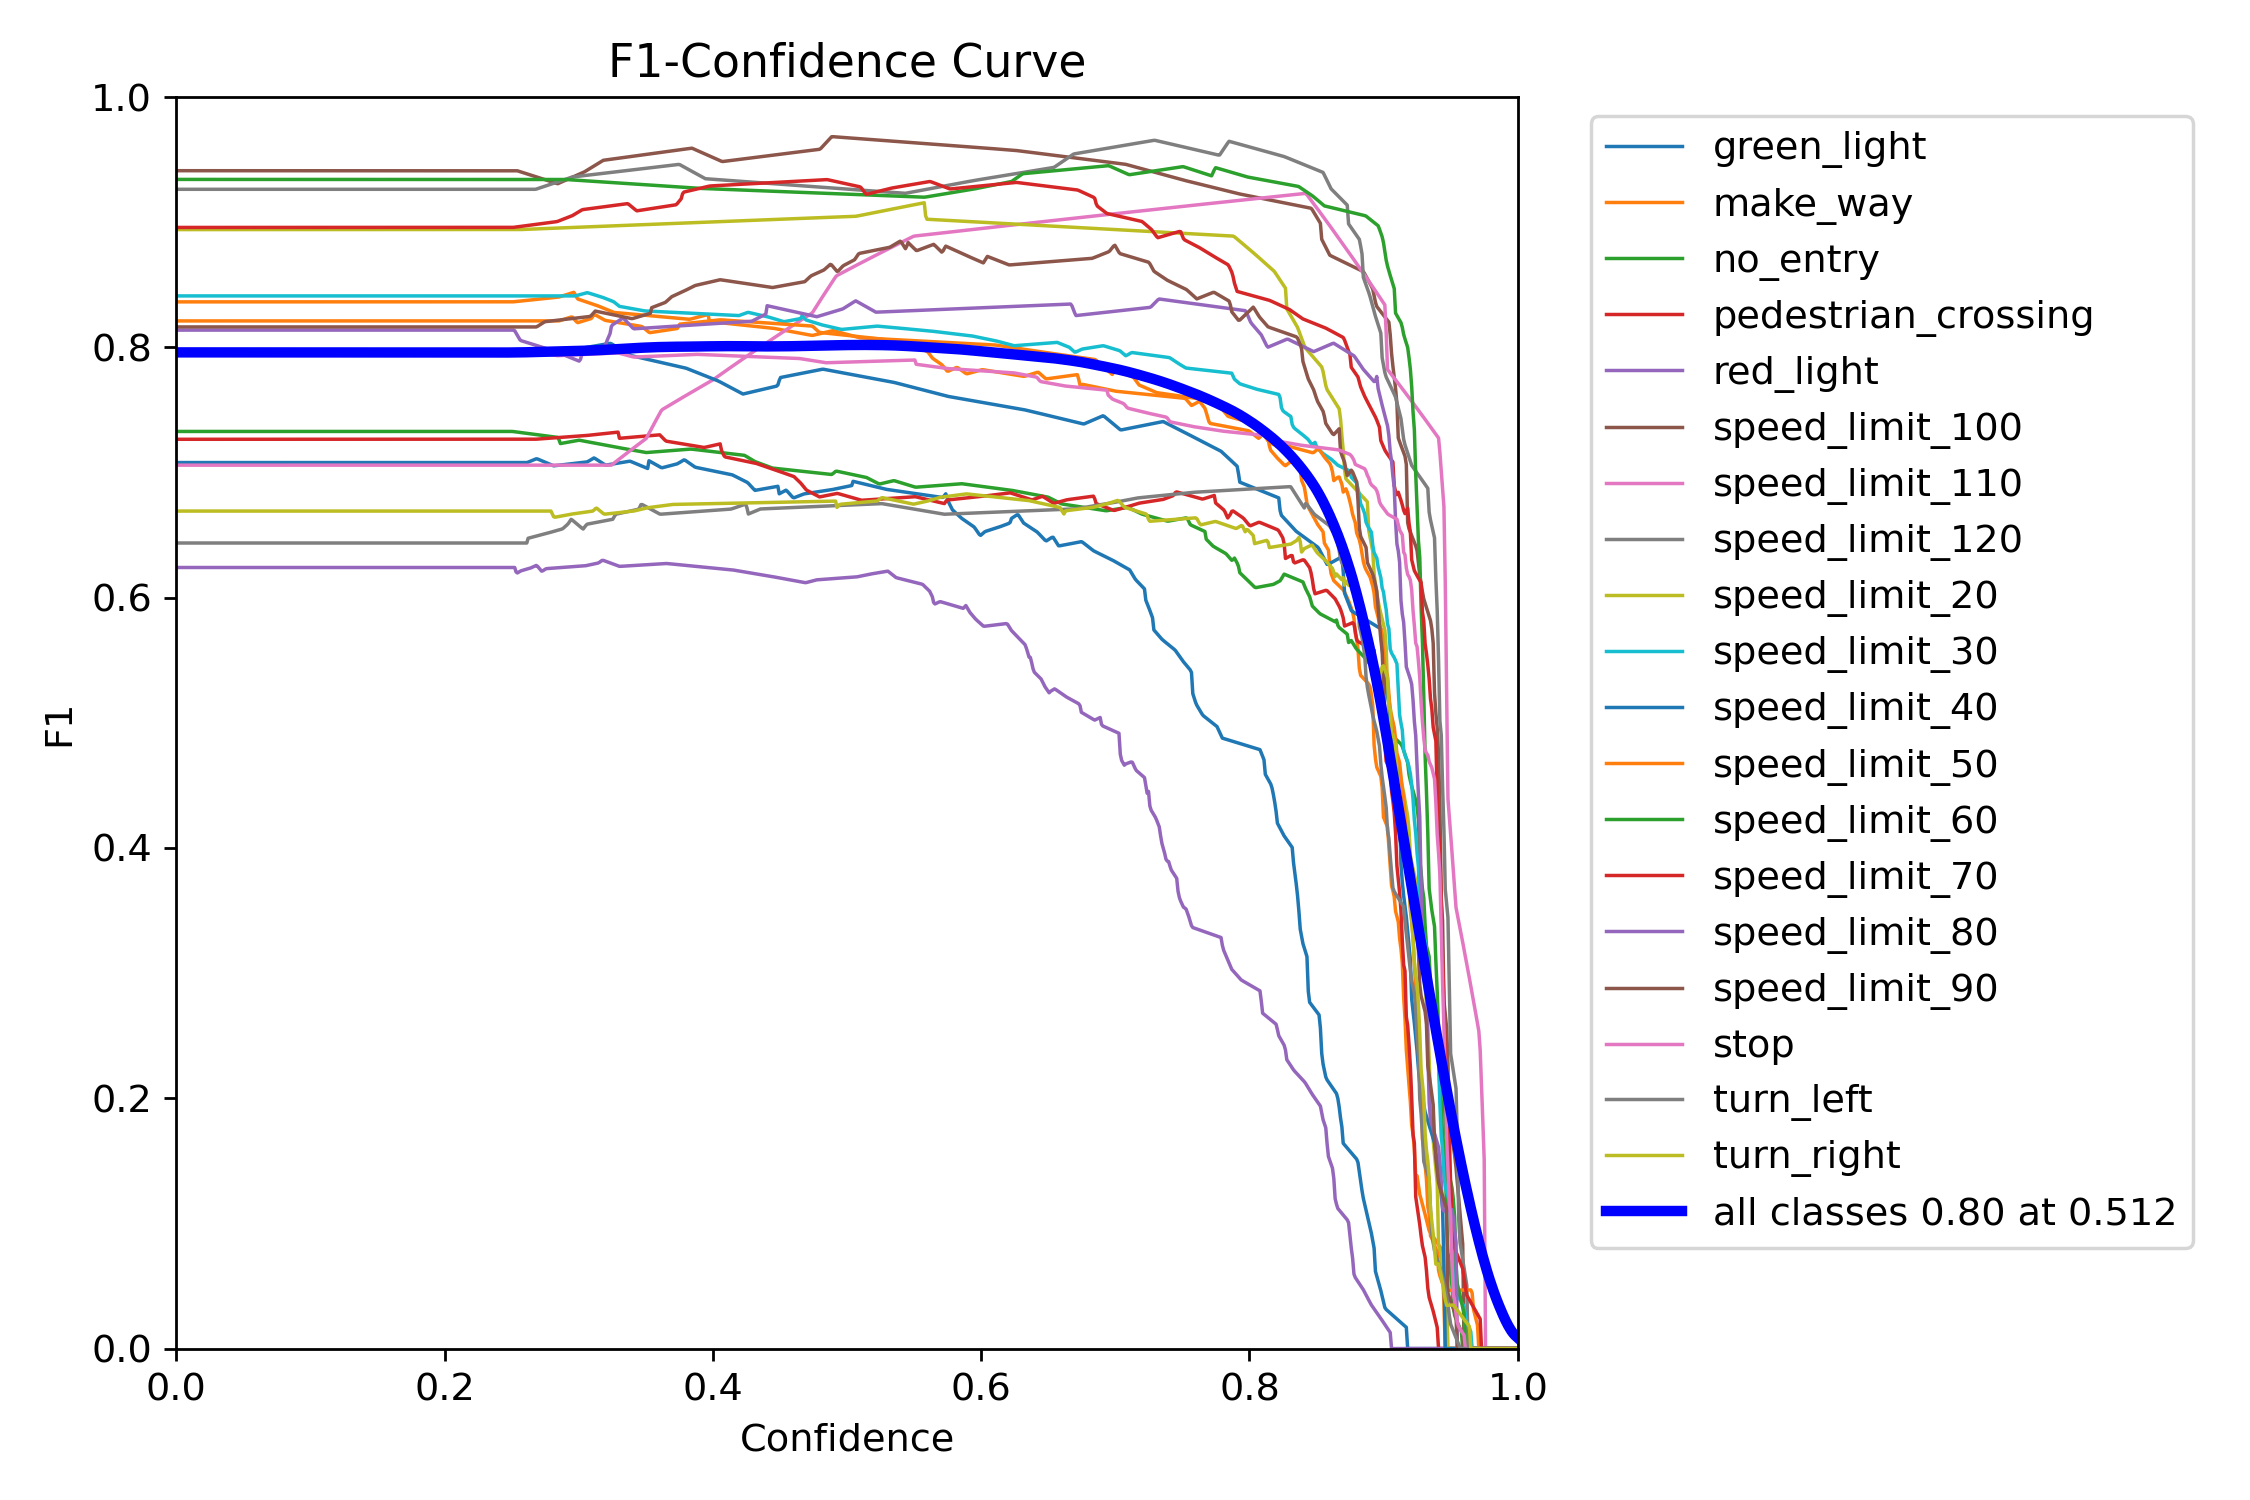 F1-Confidence Curve
1.0
0.8
0.6
0.4
0.2
0.0
F1
0.0 0.2 0.4 0.6 0.8 1.0
Confidence
green_light
make_way
no_entry
pedestrian_crossing
red_light
speed_limit_100
speed_limit_110
speed_limit_120
speed_limit_20
speed_limit_30
speed_limit_40
speed_limit_50
speed_limit_60
speed_limit_70
speed_limit_80
speed_limit_90
stop
turn_left
turn_right
all classes 0.80 at 0.512